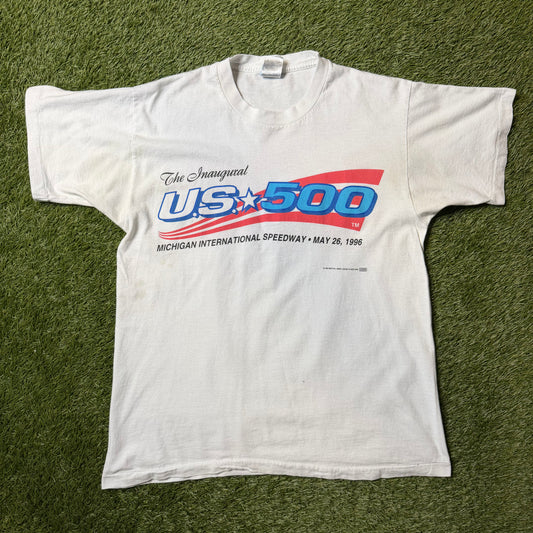 The Inaugural
U.S.★500
TM
MICHIGAN INTERNATIONAL SPEEDWAY • MAY 26, 1996